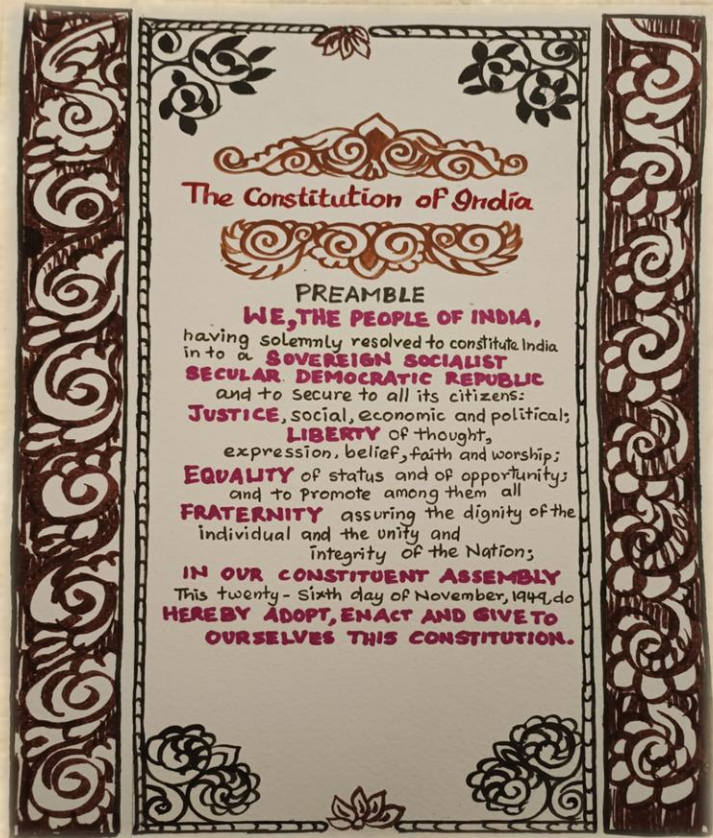 The Constitution of India
PREAMBLE
WE, THE PEOPLE OF INDIA,
having solemnly resolved to constitute India
in to a SOVEREIGN SOCIALIST
SECULAR DEMOCRATIC REPUBLIC
and to secure to all its citizens:
JUSTICE, social, economic and political;
LIBERTY of thought,
expression, belief, faith and worship;
EQUALITY of status and of opportunity;
and to Promote among them all
FRATERNITY assuring the dignity of the
individual and the unity and
integrity of the Nation;
IN OUR CONSTITUENT ASSEMBLY
This twenty-Sixth day of November, 1949, do
HEREBY ADOPT, ENACT AND GIVE TO
OURSELVES THIS CONSTITUTION.